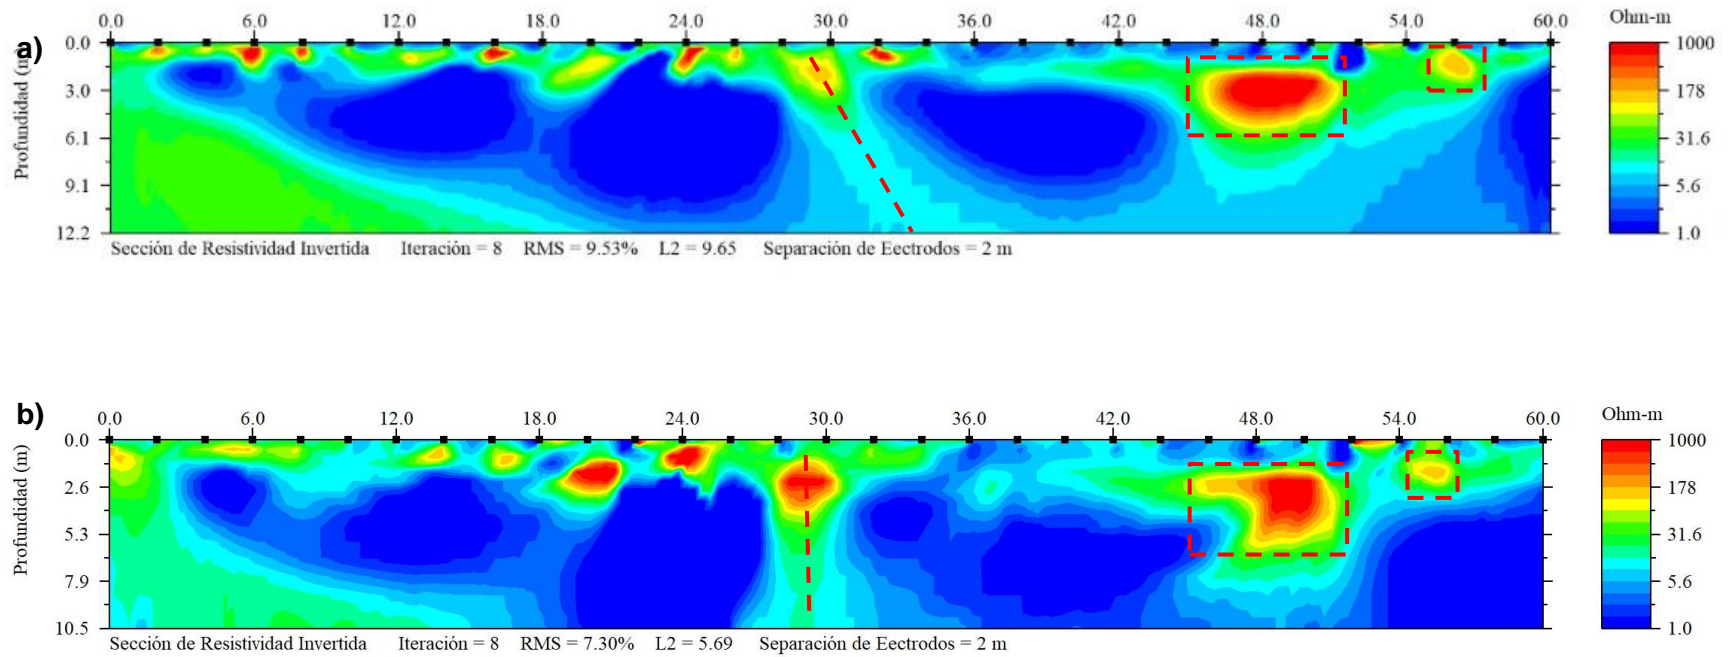 a)
0.0 6.0 12.0 18.0 24.0 30.0 36.0 42.0 48.0 54.0 60.0
Profundidad (m)
0.0
3.0
6.1
9.1
12.2
Ohm-m
1000
178
31.6
5.6
1.0
Sección de Resistividad Invertida Iteración = 8 RMS = 9.53% L2 = 9.65 Separación de Eectrodos = 2 m
b)
0.0 6.0 12.0 18.0 24.0 30.0 36.0 42.0 48.0 54.0 60.0
Profundidad (m)
0.0
2.6
5.3
7.9
10.5
Ohm-m
1000
178
31.6
5.6
1.0
Sección de Resistividad Invertida Iteración = 8 RMS = 7.30% L2 = 5.69 Separación de Eectrodos = 2 m